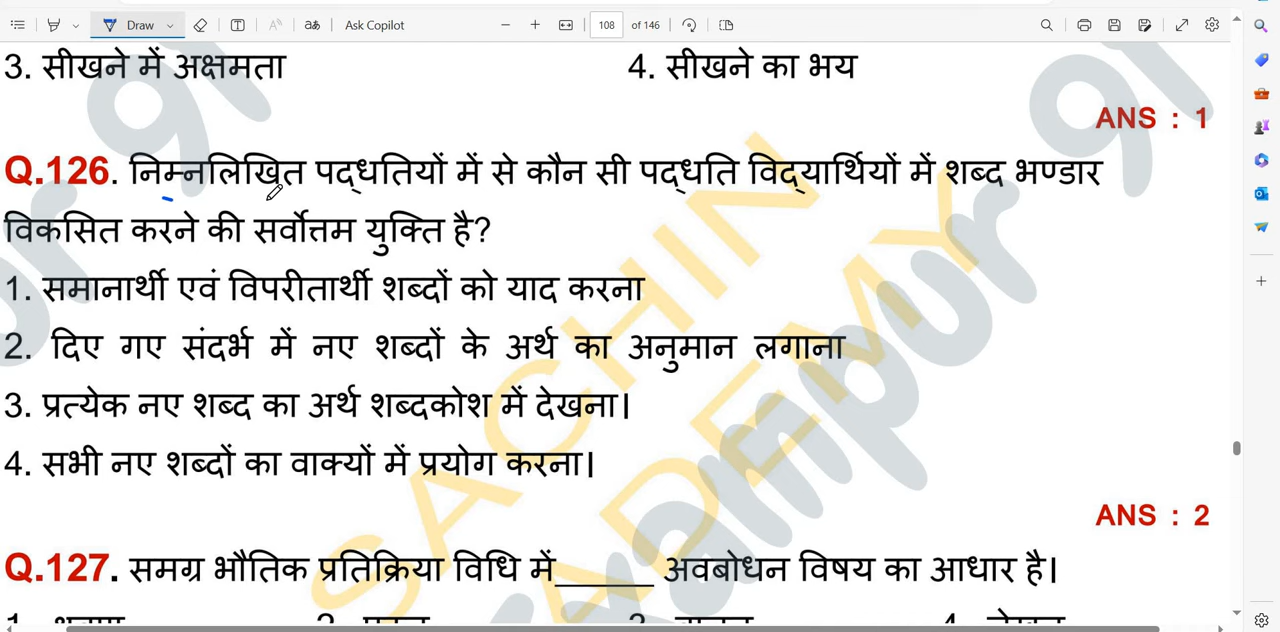 Draw
Ask Copilot
108 of 146
3. सीखने में अक्षमता 4. सीखने का भय
ANS : 1
Q.126. निम्नलिखित पद्धतियों में से कौन सी पद्धति विद्यार्थियों में शब्द भण्डार
विकसित करने की सर्वोत्तम युक्ति है?
1. समानार्थी एवं विपरीतार्थी शब्दों को याद करना
2. दिए गए संदर्भ में नए शब्दों के अर्थ का अनुमान लगाना
3. प्रत्येक नए शब्द का अर्थ शब्दकोश में देखना।
4. सभी नए शब्दों का वाक्यों में प्रयोग करना।
ANS : 2
Q.127. समग्र भौतिक प्रतिक्रिया विधि में______ अवबोधन विषय का आधार है।
SACHIN
ACADEMY